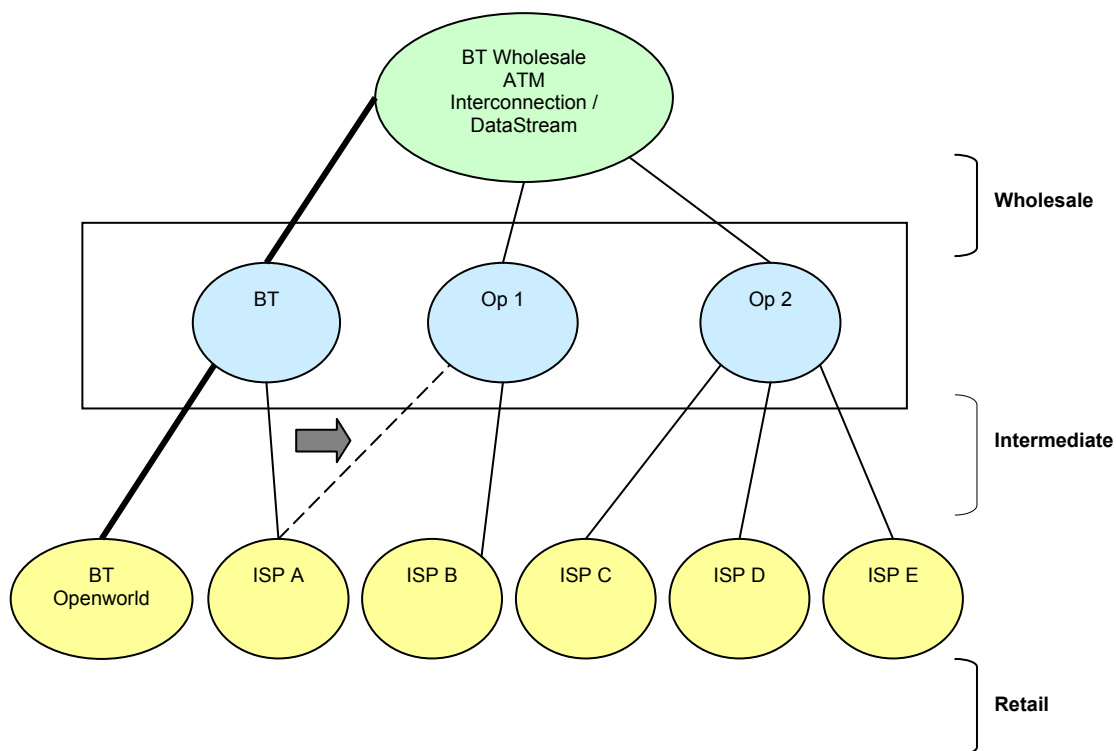 BT Wholesale
ATM
Interconnection /
DataStream
Wholesale
BT
Op 1
Op 2
Intermediate
BT
Openworld
ISP A
ISP B
ISP C
ISP D
ISP E
Retail